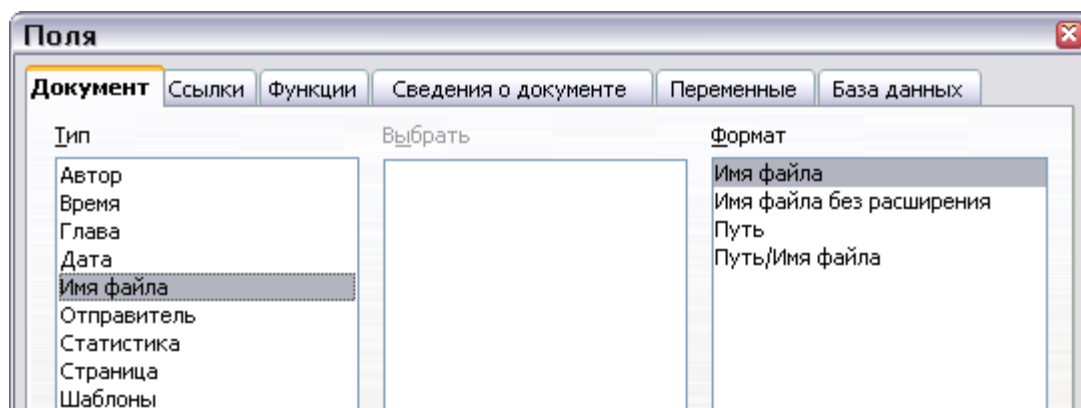 Поля
Документ Ссылки Функции Сведения о документе Переменные База данных
Тип Выбрать Формат
Автор
Время
Глава
Дата
Имя файла
Отправитель
Статистика
Страница
Шаблоны
Имя файла
Имя файла без расширения
Путь
Путь/Имя файла